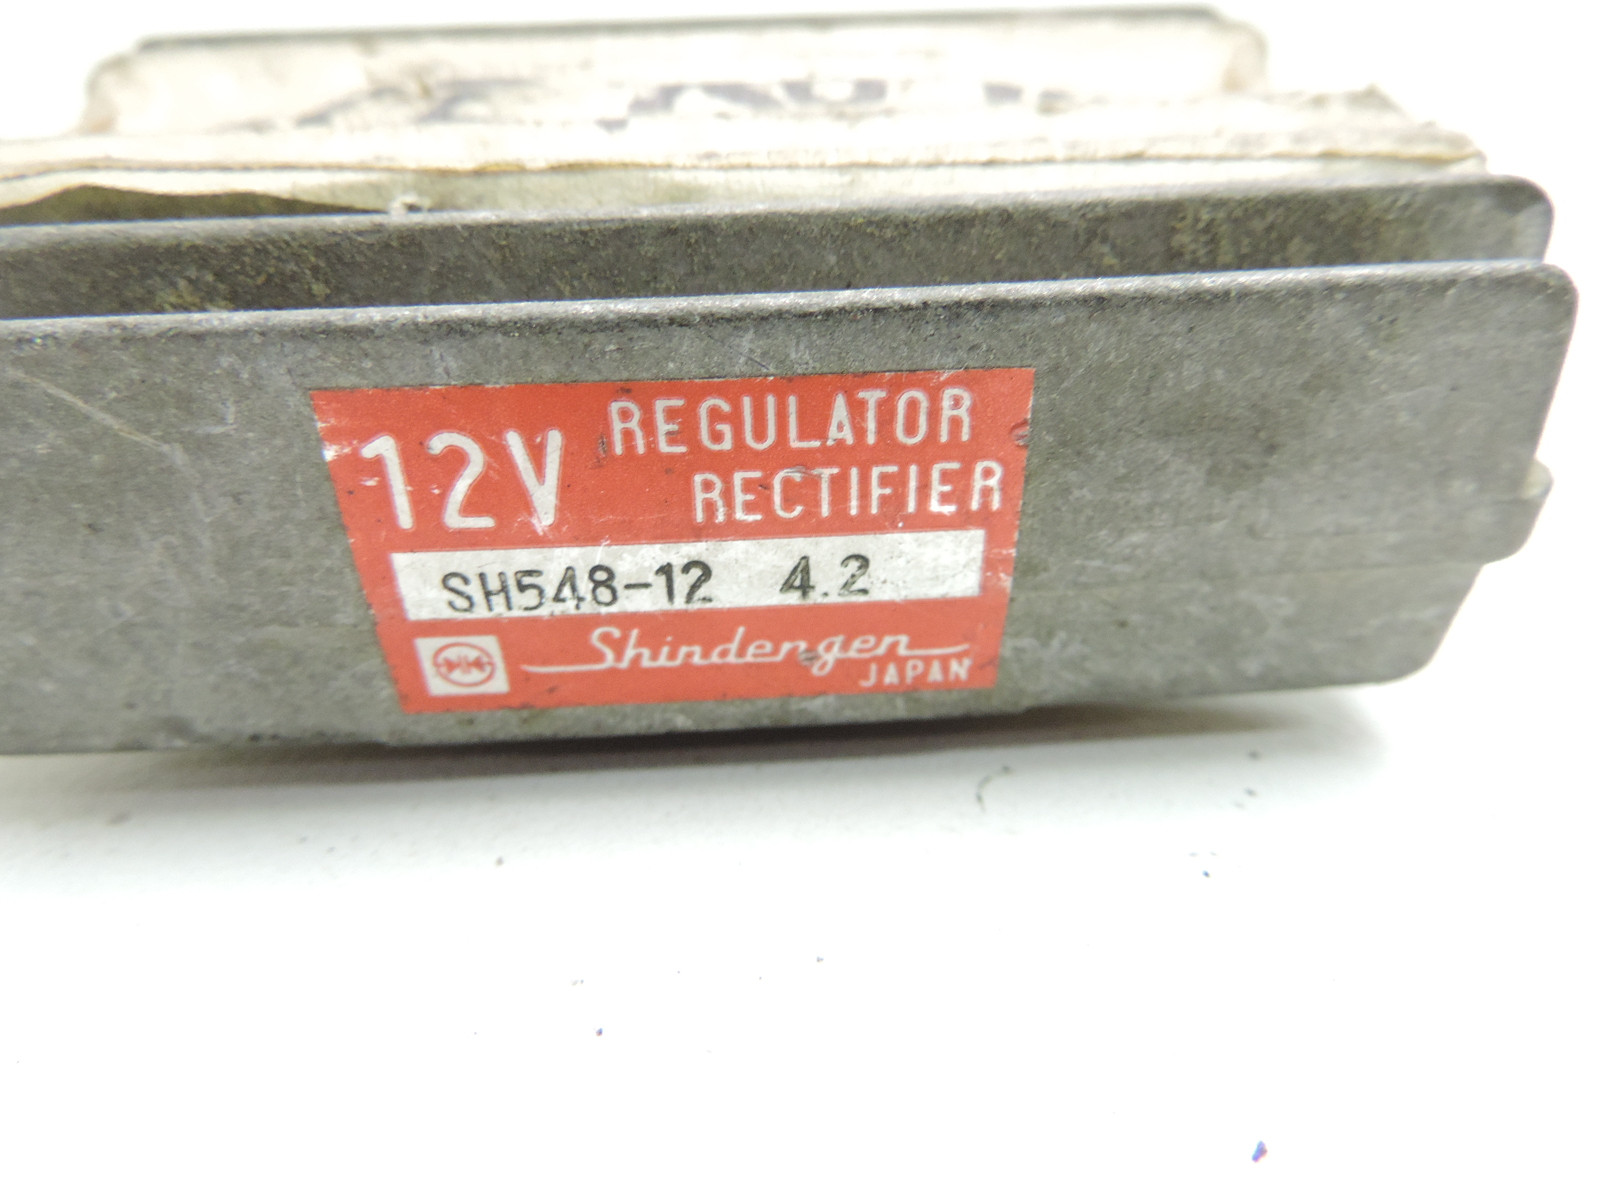 12V REGULATOR
RECTIFIER
SH548-12 4.2
Shindengen
JAPAN